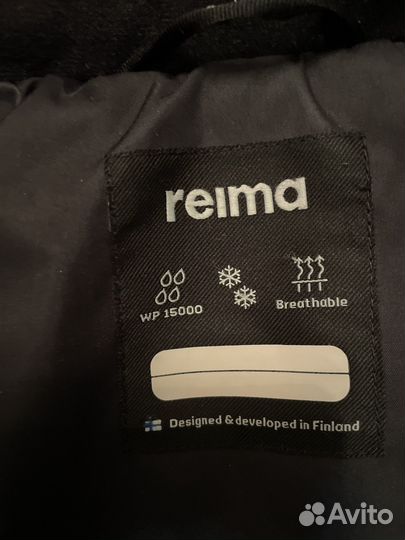 reima
WP 15000
Breathable
Designed & developed in Finland
Avito